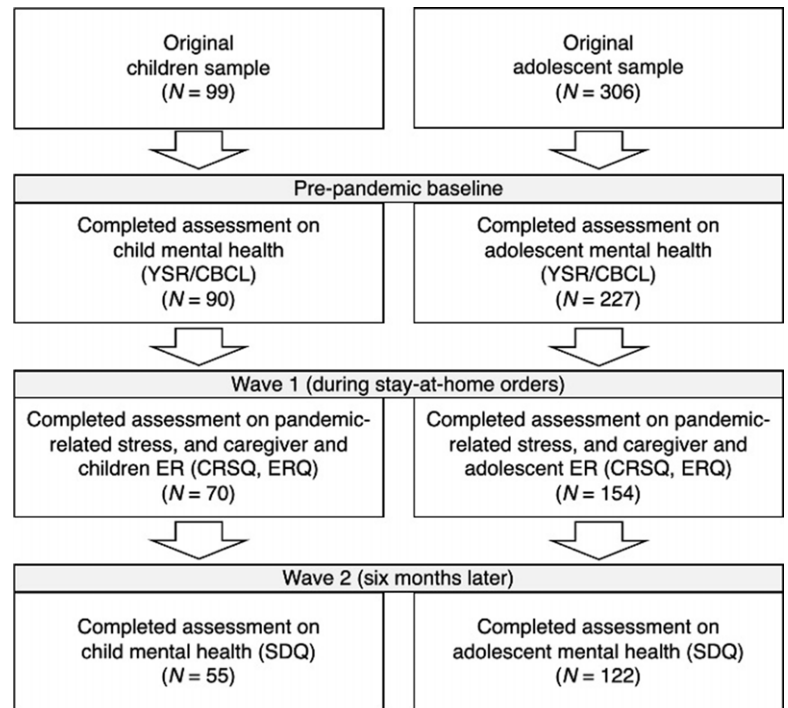 Original
children sample
(N = 99)
Original
adolescent sample
(N = 306)
Pre-pandemic baseline
Completed assessment on
child mental health
(YSR/CBCL)
(N = 90)
Completed assessment on
adolescent mental health
(YSR/CBCL)
(N = 227)
Wave 1 (during stay-at-home orders)
Completed assessment on pandemic-
related stress, and caregiver and
children ER (CRSQ, ERQ)
(N = 70)
Completed assessment on pandemic-
related stress, and caregiver and
adolescent ER (CRSQ, ERQ)
(N = 154)
Wave 2 (six months later)
Completed assessment on
child mental health (SDQ)
(N = 55)
Completed assessment on
adolescent mental health (SDQ)
(N = 122)